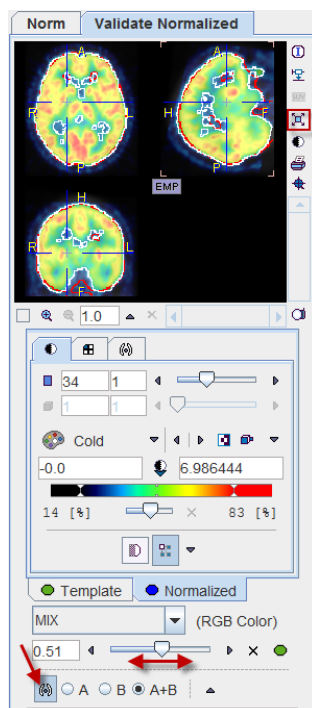 Norm Validate Normalized
A A
R L H F
P P
EMP
H
R L
F
1.0
34 1
1 1
Cold
-0.0 6.986444
14 [%] 83 [%]
Template Normalized
MIX (RGB Color)
0.51
A B A+B